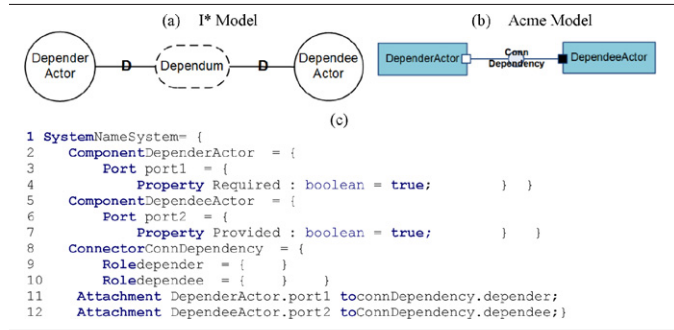 (a) I* Model
(b) Acme Model
Depender Actor
D
Dependum
D
Dependee Actor
DependerActor
Conn Dependency
DependeeActor
(c)
1 SystemNameSystem= {
2 ComponentDependerActor = {
3 Port port1 = {
4 Property Required : boolean = true; } }
5 ComponentDependeeActor = {
6 Port port2 = {
7 Property Provided : boolean = true; } }
8 ConnectorConnDependency = {
9 Roledepender = { }
10 Roledependee = { } }
11 Attachment DependerActor.port1 toconnDependency.dependee;
12 Attachment DependeeActor.port2 toConnDependency.dependee;}